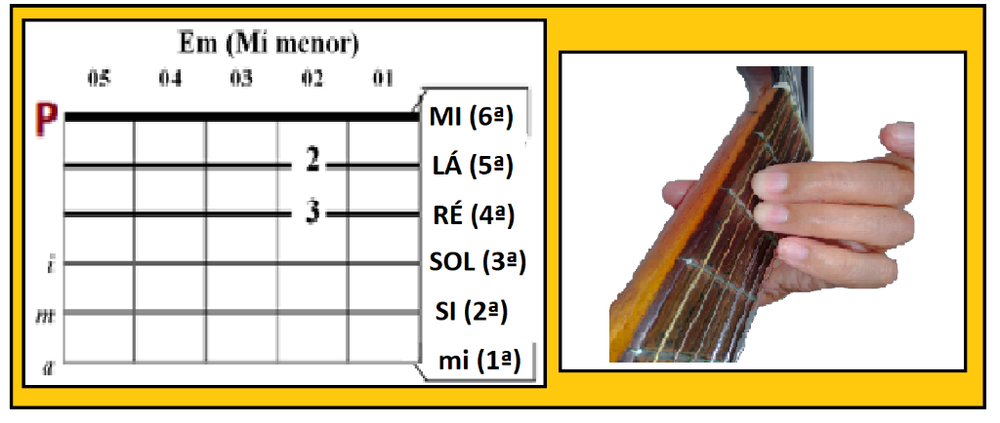 Em (Mi menor)
05 04 03 02 01
P MI (6ª)
2 LÁ (5ª)
3 RÉ (4ª)
i SOL (3ª)
m SI (2ª)
a mi (1ª)